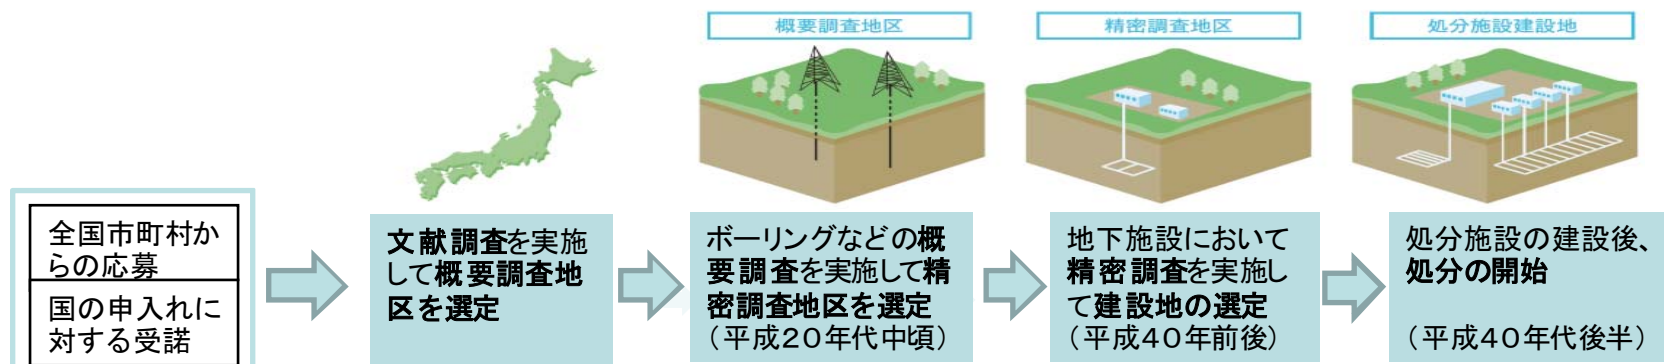 概要調査地区
精密調査地区
処分施設建設地
全国市町村か
らの応募
国の申入れに
対する受諾
文献調査を実施
して概要調査地
区を選定
ボーリングなどの概
要調査を実施して精
密調査地区を選定
(平成20年代中頃)
地下施設において
精密調査を実施し
て建設地の選定
(平成40年前後)
処分施設の建設後、
処分の開始
(平成40年代後半)